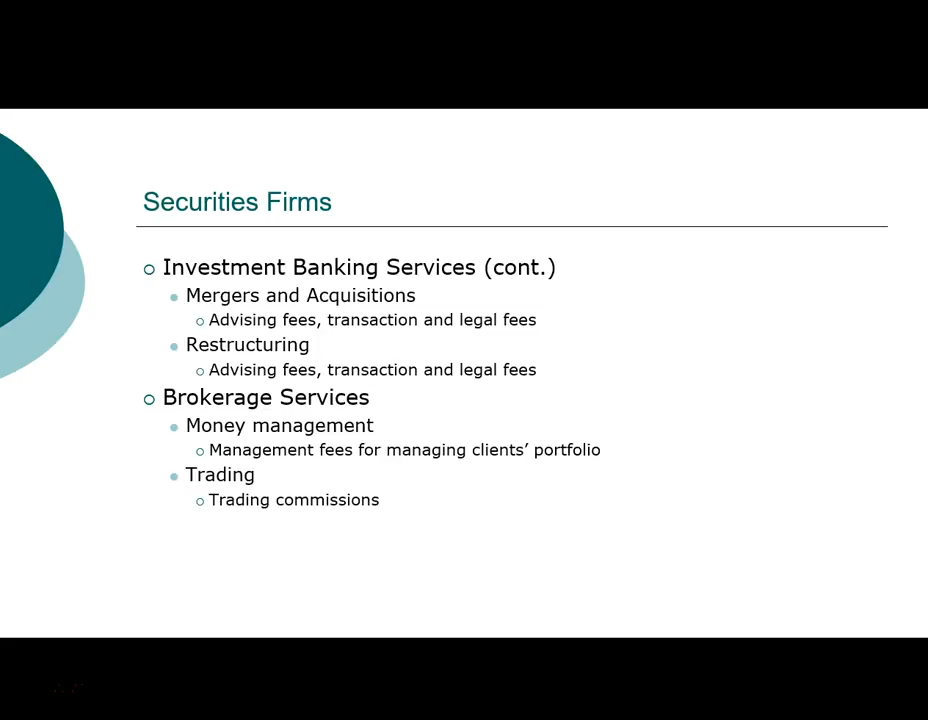 Securities Firms
Investment Banking Services (cont.)
Mergers and Acquisitions
Advising fees, transaction and legal fees
Restructuring
Advising fees, transaction and legal fees
Brokerage Services
Money management
Management fees for managing clients’ portfolio
Trading
Trading commissions